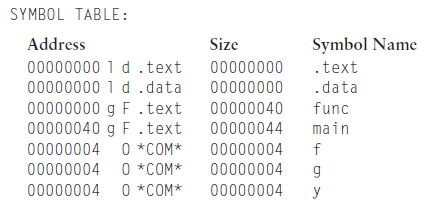 SYMBOL TABLE:
Address Size Symbol Name
00000000 l d .text 00000000 .text
00000000 l d .data 00000000 .data
00000000 g F .text 00000040 func
00000040 g F .text 00000044 main
00000004 O *COM* 00000004 f
00000004 O *COM* 00000004 g
00000004 O *COM* 00000004 y